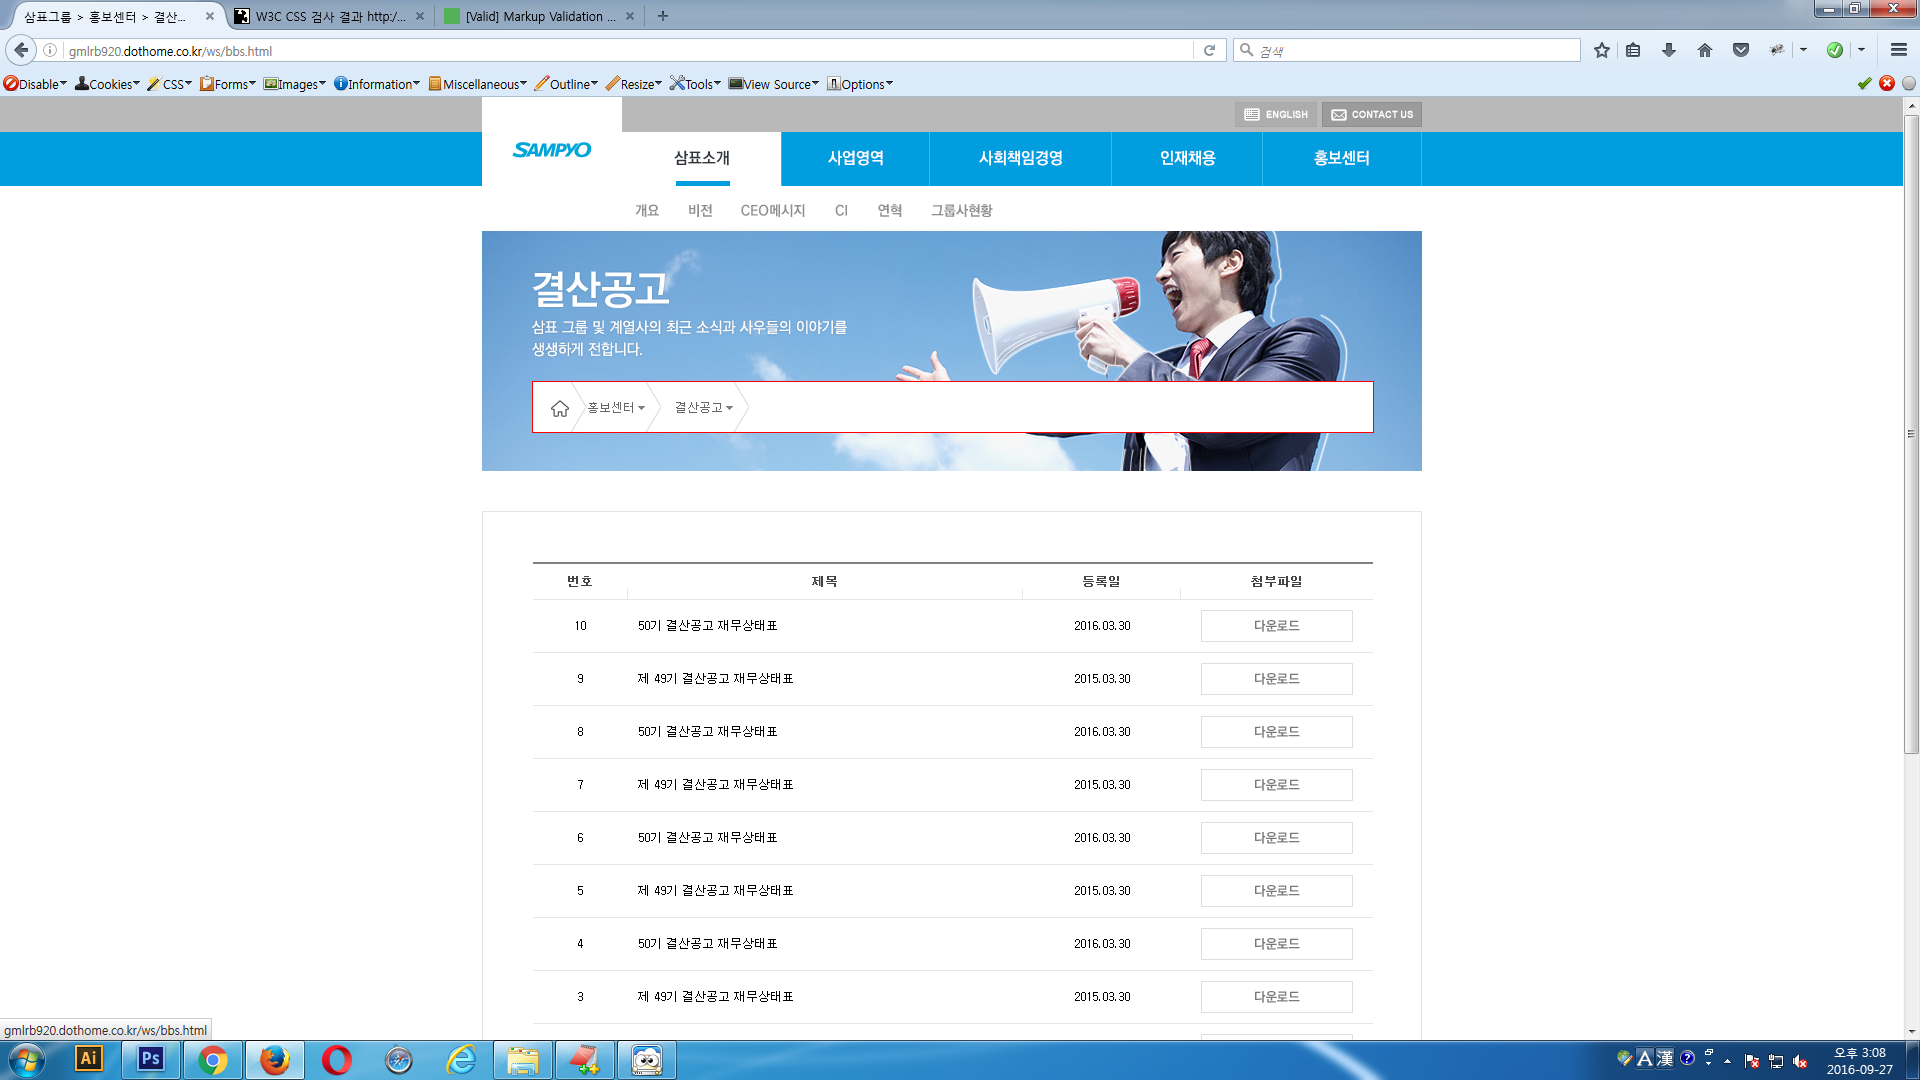 삼표그룹 > 홍보센터 > 결산...
W3C CSS 검사 결과 http:/...
[Valid] Markup Validation ...
gmlrb920.dothome.co.kr/ws/bbs.html
검색
Disable Cookies CSS Forms Images Information Miscellaneous Outline Resize Tools View Source Options
ENGLISH CONTACT US
SAMPYO
삼표소개 사업영역 사회책임경영 인재채용 홍보센터
개요 비전 CEO메시지 CI 연혁 그룹사현황
결산공고
삼표 그룹 및 계열사의 최근 소식과 사우들의 이야기를
생생하게 전합니다.
홍보센터 결산공고
번호 제목 등록일 첨부파일
10 50기 결산공고 재무상태표 2016.03.30 다운로드
9 제 49기 결산공고 재무상태표 2015.03.30 다운로드
8 50기 결산공고 재무상태표 2016.03.30 다운로드
7 제 49기 결산공고 재무상태표 2015.03.30 다운로드
6 50기 결산공고 재무상태표 2016.03.30 다운로드
5 제 49기 결산공고 재무상태표 2015.03.30 다운로드
4 50기 결산공고 재무상태표 2016.03.30 다운로드
3 제 49기 결산공고 재무상태표 2015.03.30 다운로드
gmlrb920.dothome.co.kr/ws/bbs.html
Ai Ps
A 漢
오후 3:08
2016-09-27